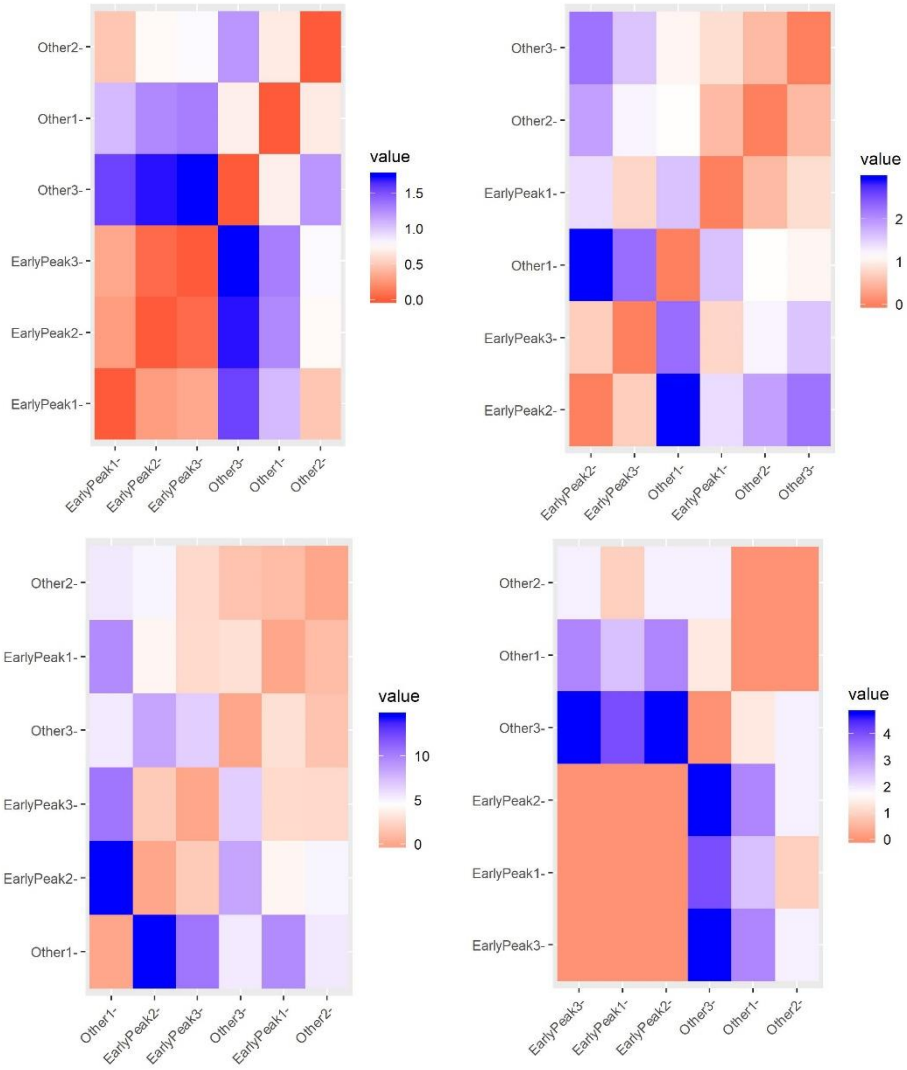 Other2-
Other1-
Other3-
EarlyPeak3-
EarlyPeak2-
EarlyPeak1-
EarlyPeak1-
EarlyPeak2-
EarlyPeak3-
Other3-
Other1-
Other2-
value
1.5
1.0
0.5
0.0
Other3-
Other2-
EarlyPeak1-
Other1-
EarlyPeak3-
EarlyPeak2-
EarlyPeak2-
EarlyPeak3-
Other1-
EarlyPeak1-
Other2-
Other3-
value
2
1
0
Other2-
EarlyPeak1-
Other3-
EarlyPeak3-
EarlyPeak2-
Other1-
Other1-
EarlyPeak2-
EarlyPeak3-
Other3-
EarlyPeak1-
Other2-
value
10
5
0
Other2-
Other1-
Other3-
EarlyPeak2-
EarlyPeak1-
EarlyPeak3-
EarlyPeak3-
EarlyPeak1-
EarlyPeak2-
Other3-
Other1-
Other2-
value
4
3
2
1
0